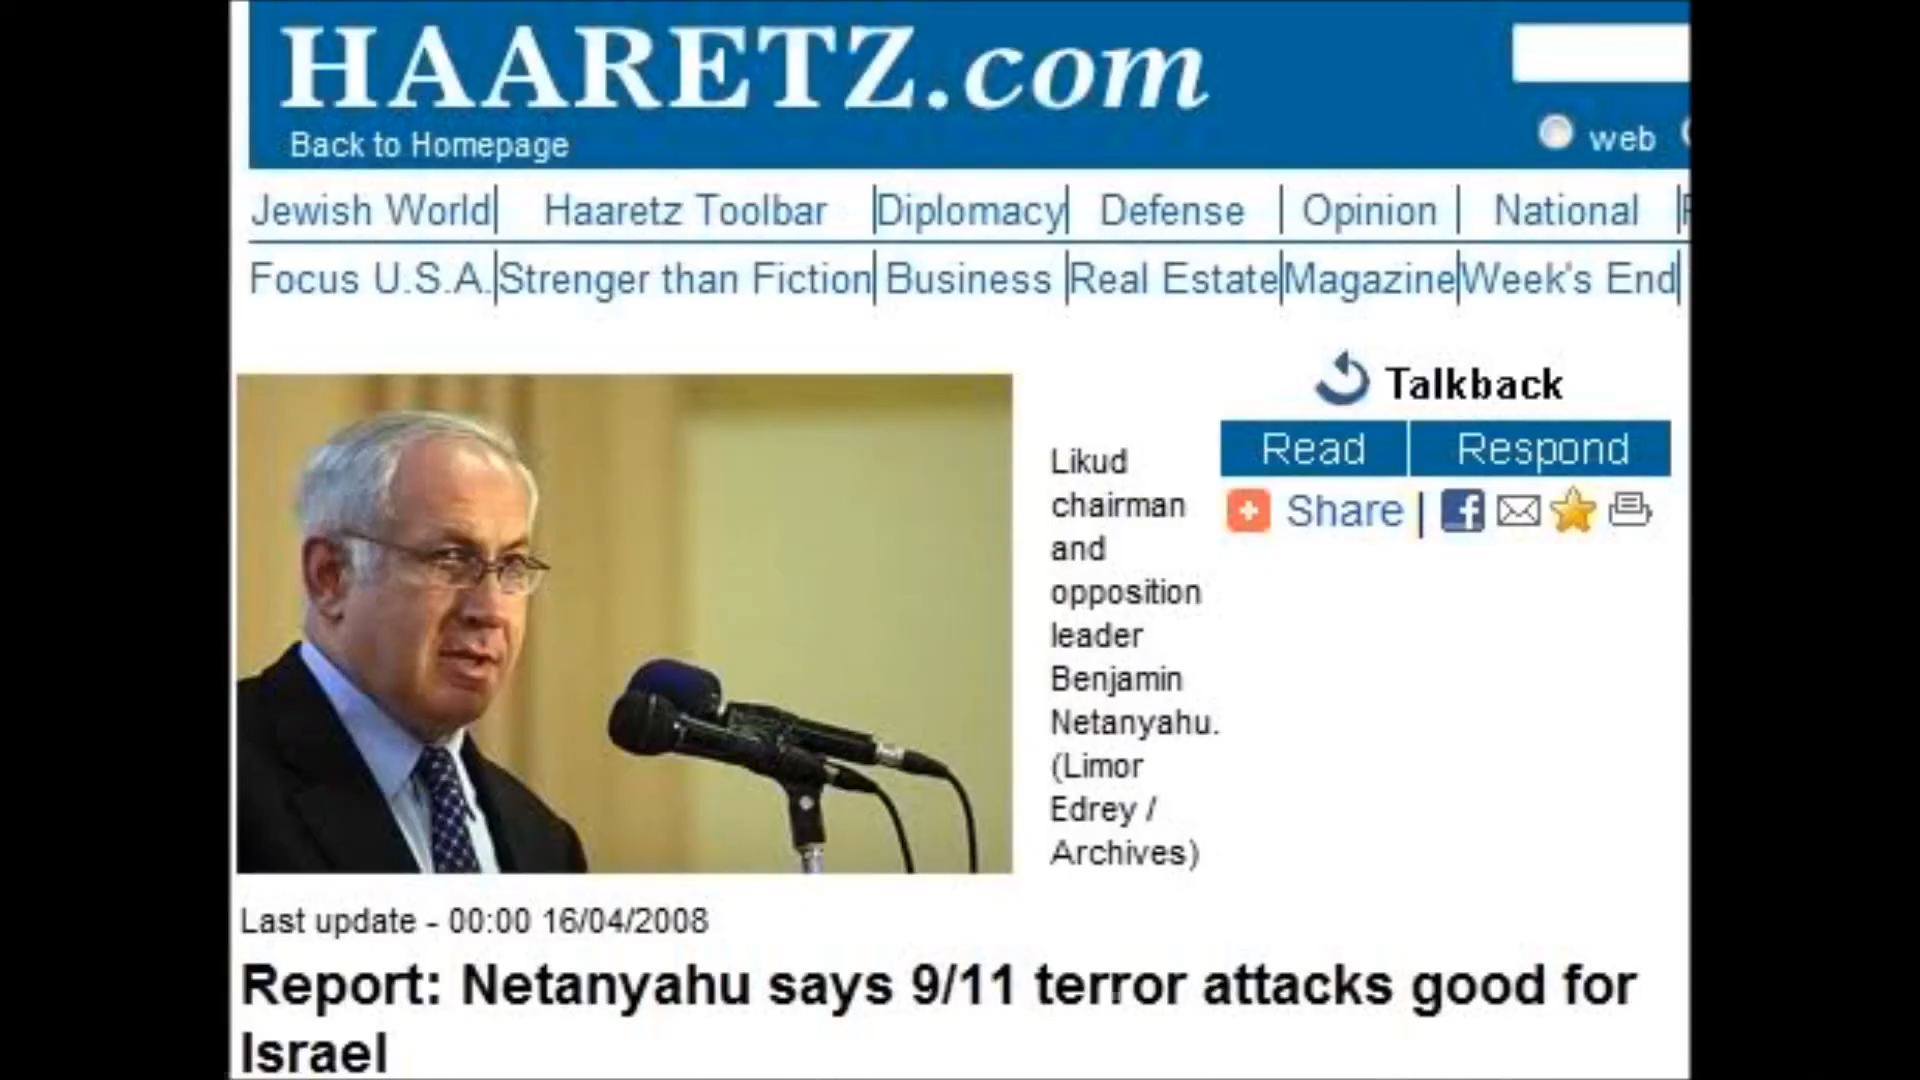 HAARETZ.com
Back to Homepage
web
Jewish World Haaretz Toolbar Diplomacy Defense Opinion National
Focus U.S.A. Strenger than Fiction Business Real Estate Magazine Week's End
Talkback
Read Respond
Share
Likud
chairman
and
opposition
leader
Benjamin
Netanyahu.
(Limor
Edrey /
Archives)
Last update - 00:00 16/04/2008
Report: Netanyahu says 9/11 terror attacks good for
Israel